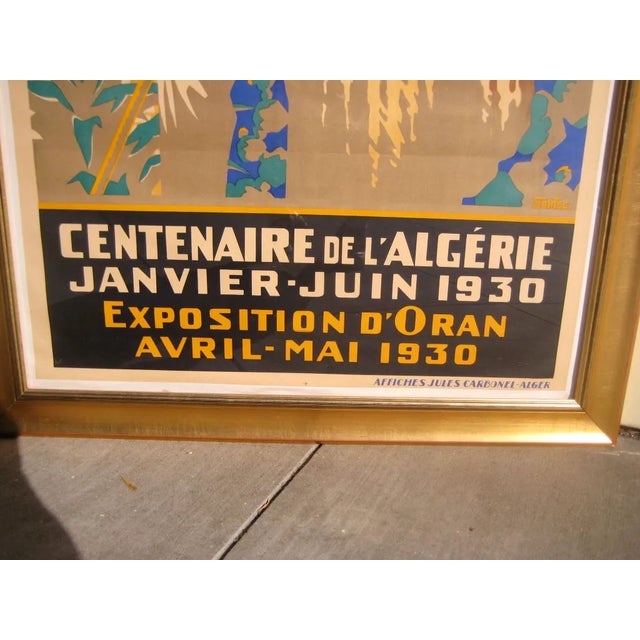 CENTENAIRE DE L'ALGÉRIE
JANVIER-JUIN 1930
EXPOSITION D'ORAN
AVRIL-MAI 1930
AFFICHES JULES CARBONEL-ALGER